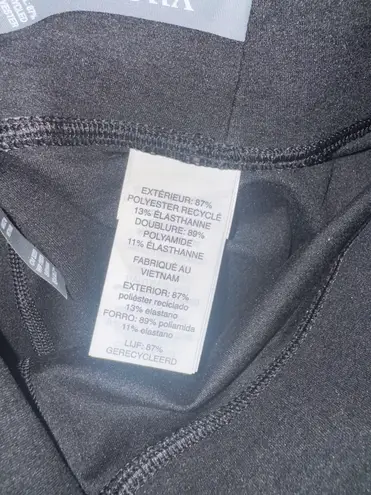 EXTÉRIEUR: 87%
POLYESTER RECYCLÉ
13% ÉLASTHANNE
DOUBLURE: 89%
POLYAMIDE
11% ÉLASTHANNE
FABRIQUÉ AU
VIETNAM
EXTERIOR: 87%
poliéster reciclado
13% elastano
FORRO: 89% poliamida
11% elastano
LIJF: 87%
GERECYCLEERD